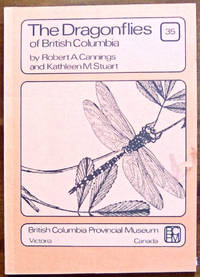 The Dragonflies
of British Columbia
35
by Robert A. Cannings
and Kathleen M. Stuart
British Columbia Provincial Museum
Victoria Canada